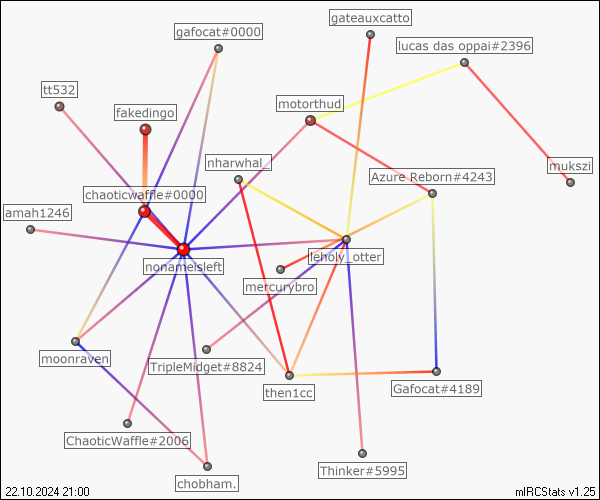 gateauxcatto
gafocat#0000
lucas das oppai#2396
tt532
motorthud
fakedingo
nharwhal_
Azure Reborn#4243
mukszi
chaoticwaffle#0000
amah1246
leholy_otter
nonameisleft
mercurybro
moonraven
TripleMidget#8824
then1cc
Gafocat#4189
ChaoticWaffle#2006
Thinker#5995
chobham.
22.10.2024 21:00
mIRCStats v1.25